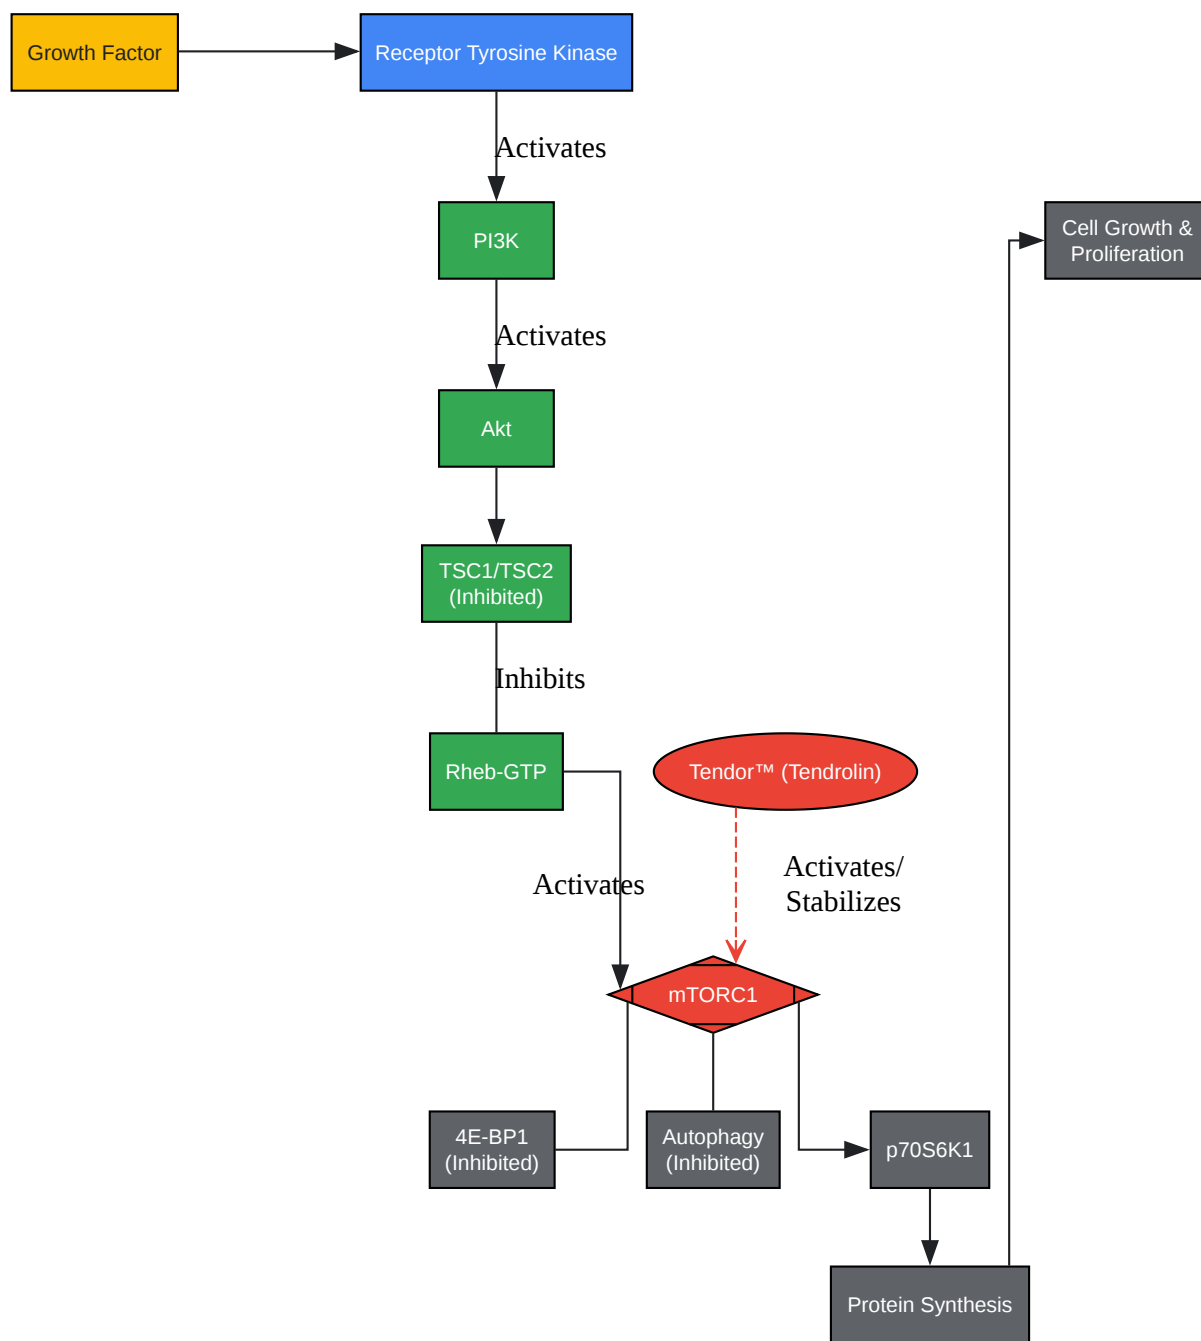 Growth Factor
Receptor Tyrosine Kinase
Activates
PI3K
Cell Growth &
Proliferation
Activates
Akt
TSC1/TSC2
(Inhibited)
Inhibits
Rheb-GTP
Tendor™ (Tendrolin)
Activates
Activates/
Stabilizes
mTORC1
4E-BP1
(Inhibited)
Autophagy
(Inhibited)
p70S6K1
Protein Synthesis